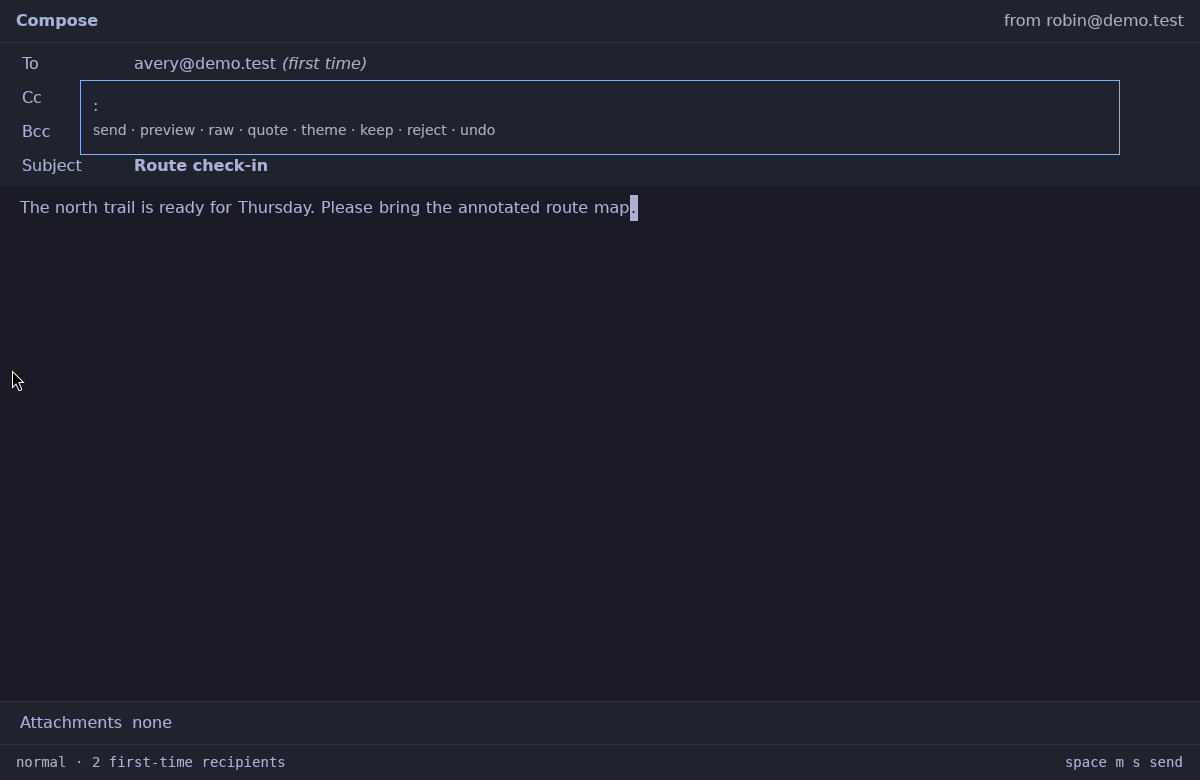 Compose from robin@demo.test
To avery@demo.test (first time)
Cc
:
send · preview · raw · quote · theme · keep · reject · undo
Bcc
Subject Route check-in
The north trail is ready for Thursday. Please bring the annotated route map.
Attachments none
normal · 2 first-time recipients space m s send